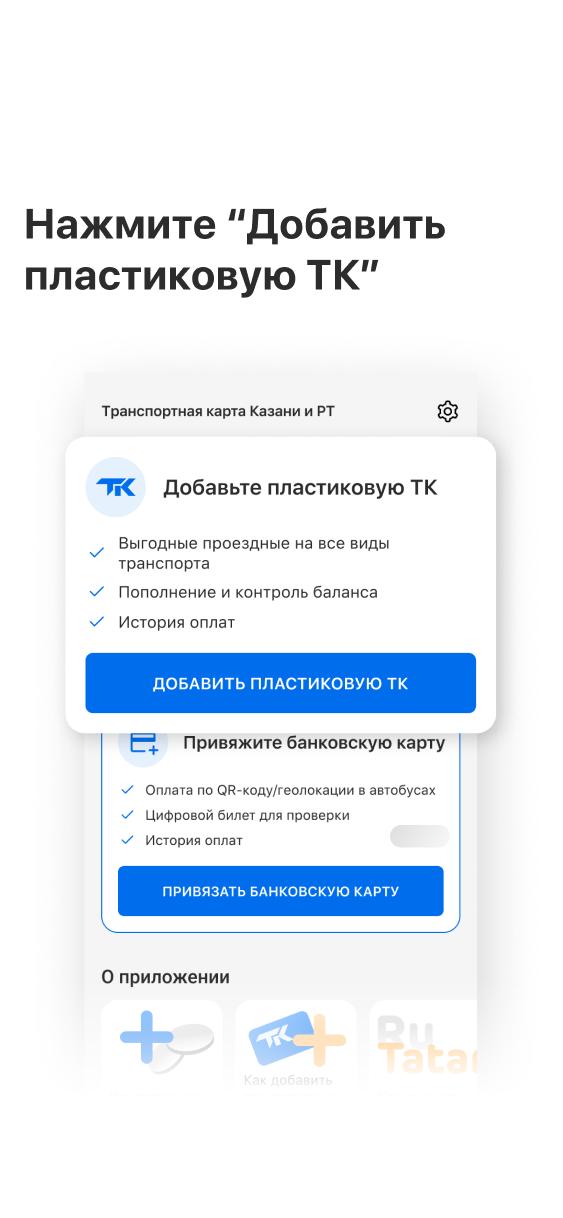 Нажмите “Добавить
пластиковую ТК”
Транспортная карта Казани и РТ
ТК
Добавьте пластиковую ТК
Выгодные проездные на все виды
транспорта
Пополнение и контроль баланса
История оплат
ДОБАВИТЬ ПЛАСТИКОВУЮ ТК
Привяжите банковскую карту
Оплата по QR-коду/геолокации в автобусах
Цифровой билет для проверки
История оплат
ПРИВЯЗАТЬ БАНКОВСКУЮ КАРТУ
О приложении
ТК
Ru
Tatar
Как добавить